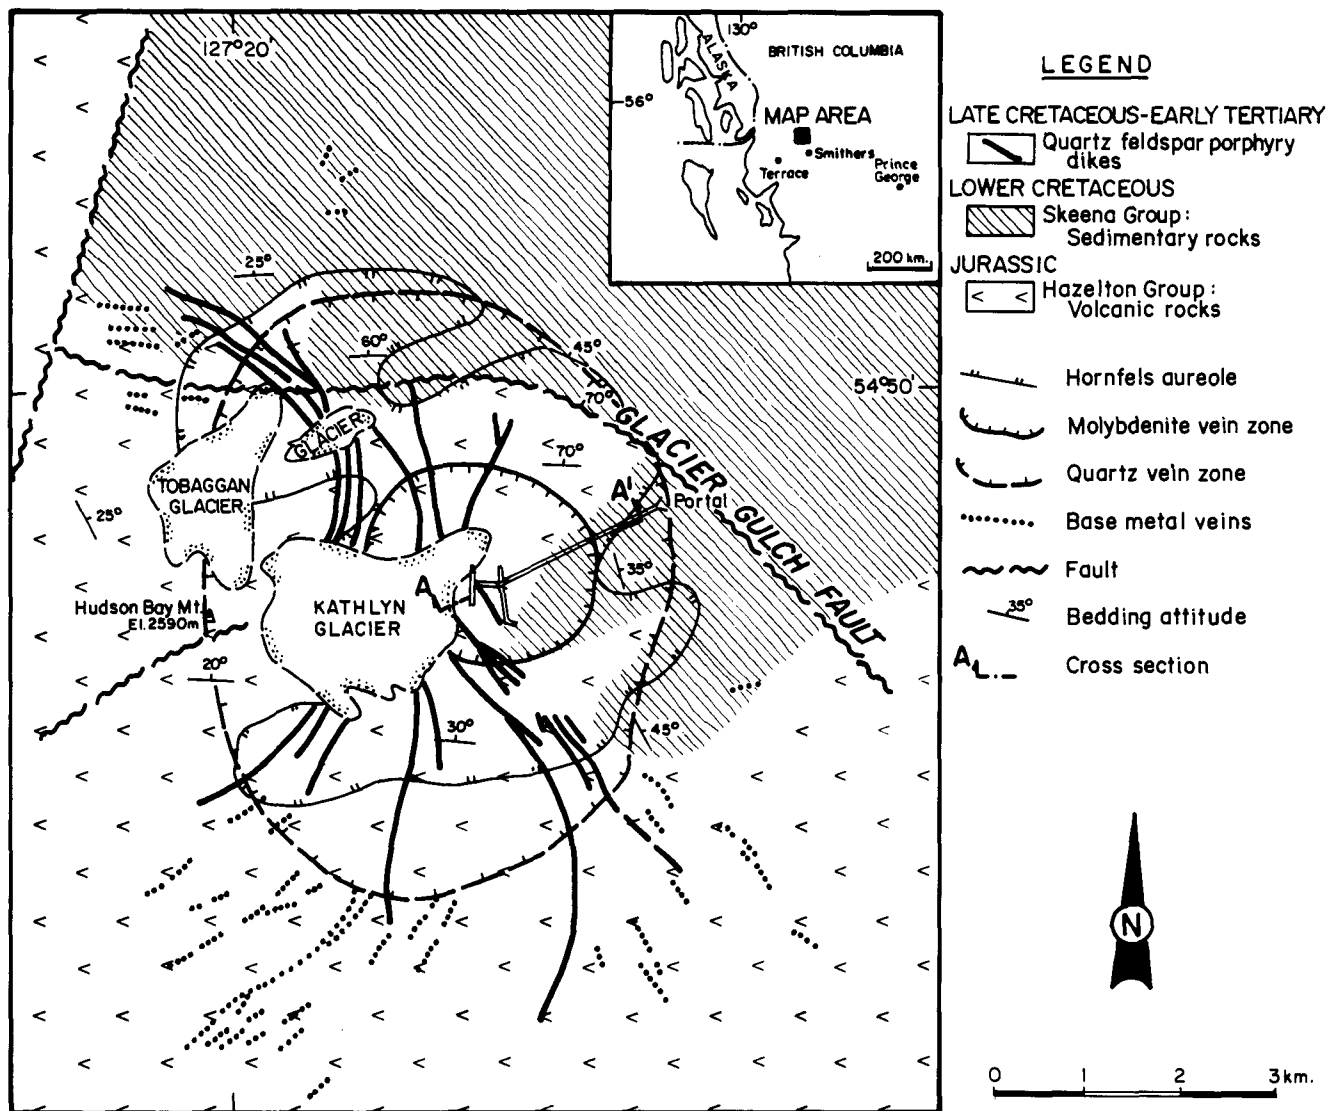 127°20'
130°
ALASKA
BRITISH COLUMBIA
56°
MAP AREA
Smithers
Terrace
Prince
George
200 km.
25°
60°
45°
54°50'
70°
GLACIER GULCH FAULT
GLACIER
70°
TOBAGGAN
GLACIER
A'
Portal
25°
35°
A
KATHLYN
GLACIER
Hudson Bay Mt.
El. 2590m
20°
30°
45°
LEGEND
LATE CRETACEOUS-EARLY TERTIARY
Quartz feldspar porphyry
dikes
LOWER CRETACEOUS
Skeena Group:
Sedimentary rocks
JURASSIC
Hazelton Group:
Volcanic rocks
Hornfels aureole
Molybdenite vein zone
Quartz vein zone
Base metal veins
Fault
35°
Bedding attitude
A
Cross section
N
0 1 2 3 km.